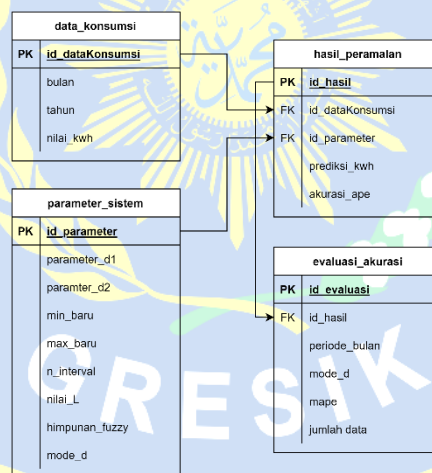 data_konsumsi
PK id_dataKonsumsi
bulan
tahun
nilai_kwh
hasil_peramalan
PK id_hasil
FK id_dataKonsumsi
FK id_parameter
prediksi_kwh
akurasi_ape
parameter_sistem
PK id_parameter
parameter_d1
paramter_d2
min_baru
max_baru
n_interval
nilai_L
himpunan_fuzzy
mode_d
evaluasi_akurasi
PK id_evaluasi
FK id_hasil
periode_bulan
mode_d
mape
jumlah data
GRESIK